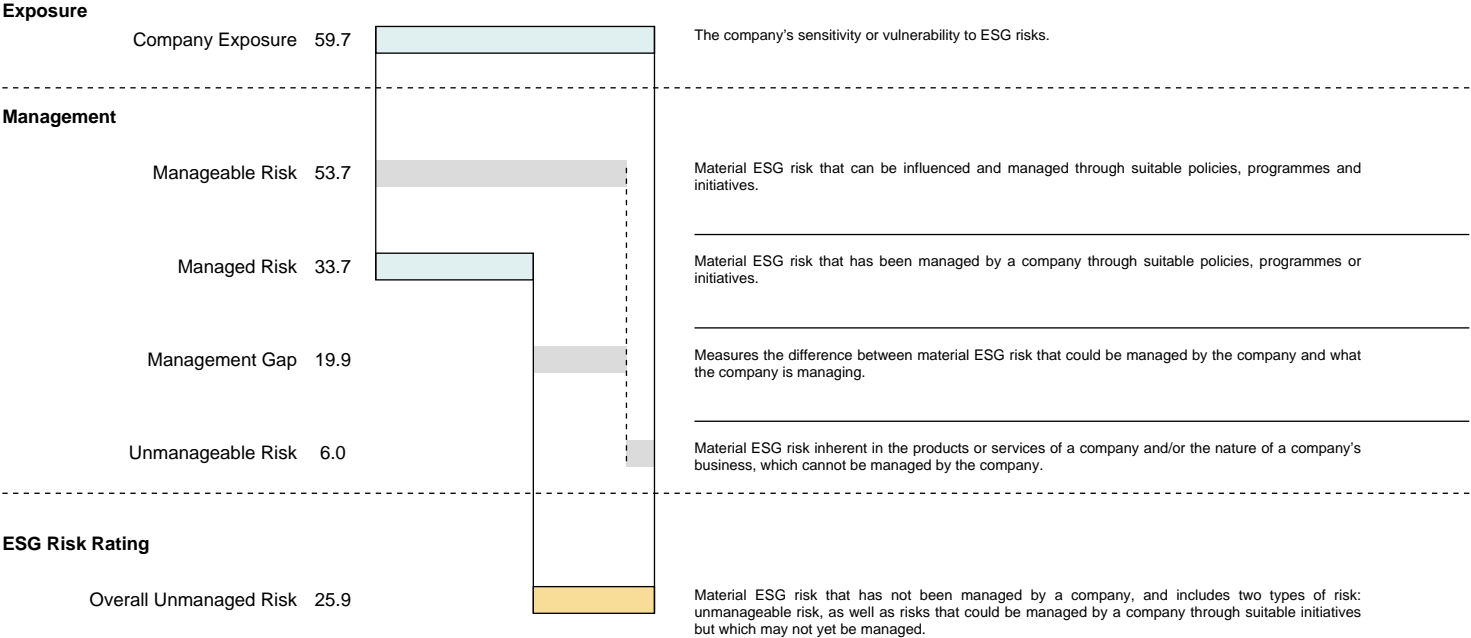 Exposure
Company Exposure 59.7
The company’s sensitivity or vulnerability to ESG risks.
Management
Manageable Risk 53.7
Material ESG risk that can be influenced and managed through suitable policies, programmes and
initiatives.
Managed Risk 33.7
Material ESG risk that has been managed by a company through suitable policies, programmes or
initiatives.
Management Gap 19.9
Measures the difference between material ESG risk that could be managed by the company and what
the company is managing.
Unmanageable Risk 6.0
Material ESG risk inherent in the products or services of a company and/or the nature of a company’s
business, which cannot be managed by the company.
ESG Risk Rating
Overall Unmanaged Risk 25.9
Material ESG risk that has not been managed by a company, and includes two types of risk:
unmanageable risk, as well as risks that could be managed by a company through suitable initiatives
but which may not yet be managed.